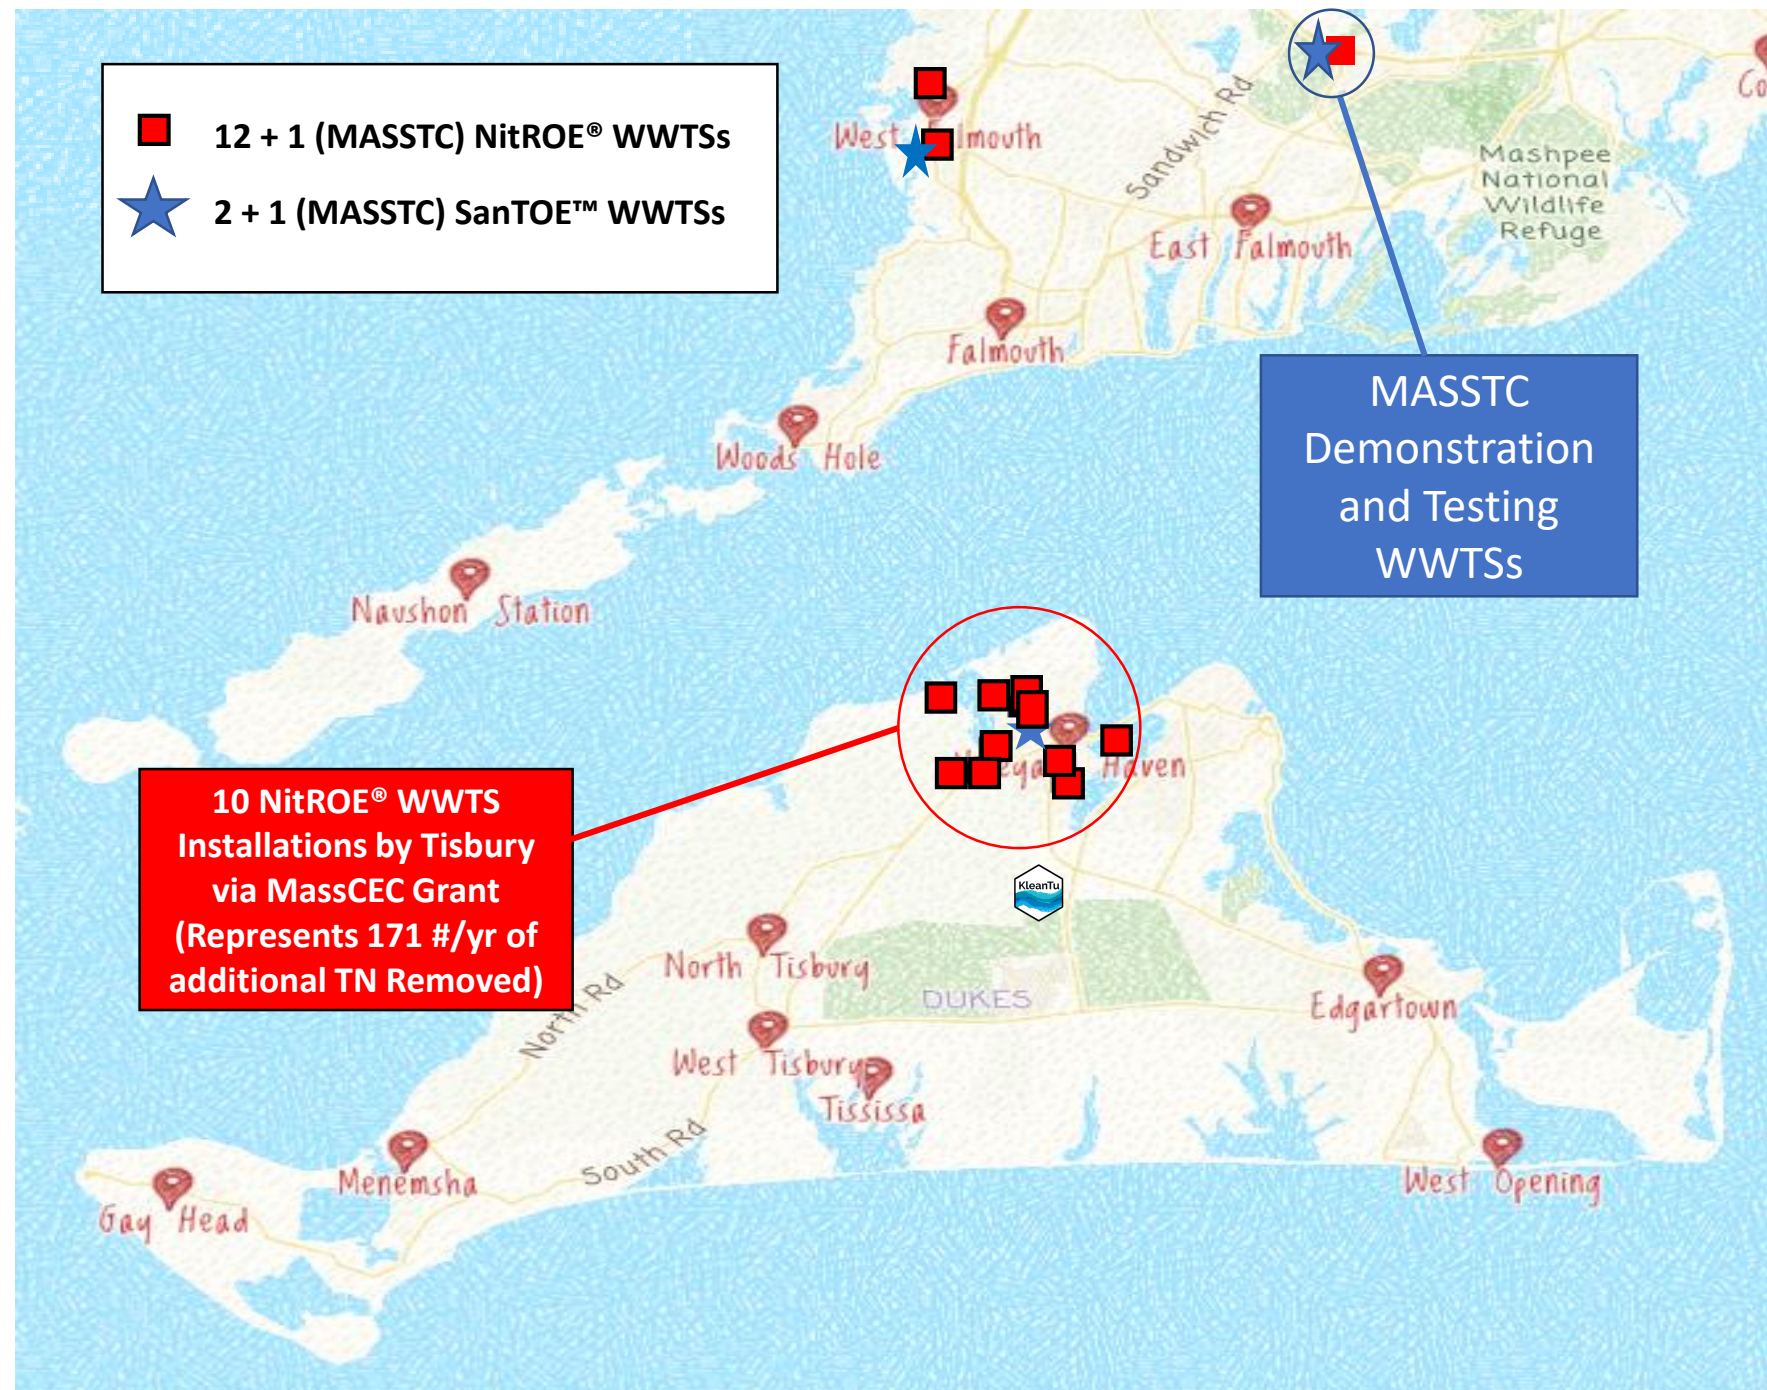 12 + 1 (MASSTC) NitROE® WWTSs
2 + 1 (MASSTC) SanTOE™ WWTSs
West
lmouth
Sandwich Rd
Mashpee
National
Wildlife
Refuge
Co
East Falmouth
Falmouth
Woods Hole
MASSTC
Demonstration
and Testing
WWTSs
Naushon Station
Haven
10 NitROE® WWTS
Installations by Tisbury
via MassCEC Grant
(Represents 171 #/yr of
additional TN Removed)
KleanTu
North Tisbury
North Rd
DUKES
Edgartown
West Tisbury
Tississa
South Rd
Menemsha
West Opening
Gay Head